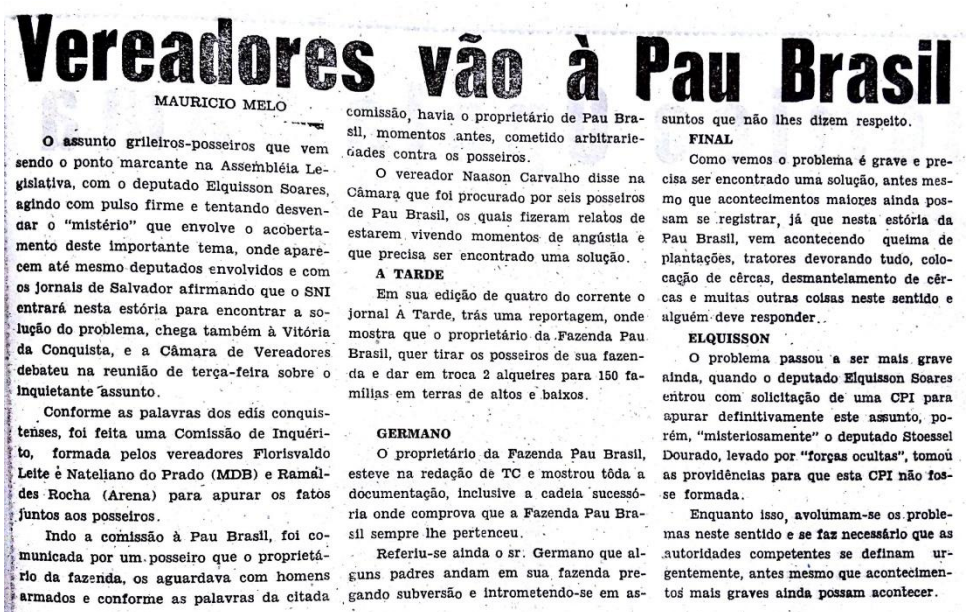 Vereadores vão à Pau Brasil
MAURICIO MELO
O assunto grileiros-posseiros que vem
sendo o ponto marcante na Assembléia Le-
gislativa, com o deputado Elquisson Soares,
agindo com pulso firme e tentando desven-
dar o "mistério" que envolve o acoberta-
mento deste importante tema, onde apare-
cem até mesmo deputados envolvidos e com
os jornais de Salvador afirmando que o SNI
entrará nesta estória para encontrar a so-
lução do problema, chega também à Vitória
da Conquista, e a Câmara de Vereadores
debateu na reunião de terça-feira sobre o
inquietante assunto.
Conforme as palavras dos edis conquis-
tenses, foi feita uma Comissão de Inquéri-
to, formada pelos vereadores Florisvaldo
Leite e Nateliano do Prado (MDB) e Ramál-
des Rocha (Arena) para apurar os fatos
juntos aos posseiros.
Indo a comissão à Pau Brasil, foi co-
municada por um posseiro que o proprietá-
rio da fazenda, os aguardava com homens
armados e conforme as palavras da citada
comissão, havia o proprietário de Pau Bra-
sil, momentos antes, cometido arbitrarie-
dades contra os posseiros.
O vereador Naason Carvalho disse na
Câmara que foi procurado por seis posseiros
de Pau Brasil, os quais fizeram relatos de
estarem vivendo momentos de angústia e
que precisa ser encontrado uma solução.
A TARDE
Em sua edição de quatro do corrente o
jornal A Tarde, trás uma reportagem, onde
mostra que o proprietário da Fazenda Pau
Brasil, quer tirar os posseiros de sua fazen-
da e dar em troca 2 alqueires para 150 fa-
mílias em terras de altos e baixos.
GERMANO
O proprietário da Fazenda Pau Brasil,
esteve na redação de TC e mostrou tôda a
documentação, inclusive a cadeia sucessó-
ria onde comprova que a Fazenda Pau Bra-
sil sempre lhe pertenceu.
Referiu-se ainda o sr. Germano que al-
guns padres andam em sua fazenda pre-
gando subversão e intrometendo-se em as-
suntos que não lhes dizem respeito.
FINAL
Como vemos o problema é grave e pre-
cisa ser encontrado uma solução, antes mes-
mo que acontecimentos maiores ainda pos-
sam se registrar, já que nesta estória da
Pau Brasil, vem acontecendo queima de
plantações, tratores devorando tudo, colo-
cação de cêrcas, desmantelamento de cêr-
cas e muitas outras coisas neste sentido e
alguém deve responder.
ELQUISSON
O problema passou a ser mais grave
ainda, quando o deputado Elquisson Soares
entrou com solicitação de uma CPI para
apurar definitivamente este assunto, po-
rém, "misteriosamente" o deputado Stoessel
Dourado, levado por "forças ocultas", tomou
as providências para que esta CPI não fos-
se formada.
Enquanto isso, avolumam-se os proble-
mas neste sentido e se faz necessário que as
autoridades competentes se definam ur-
gentemente, antes mesmo que acontecimen-
tos mais graves ainda possam acontecer.